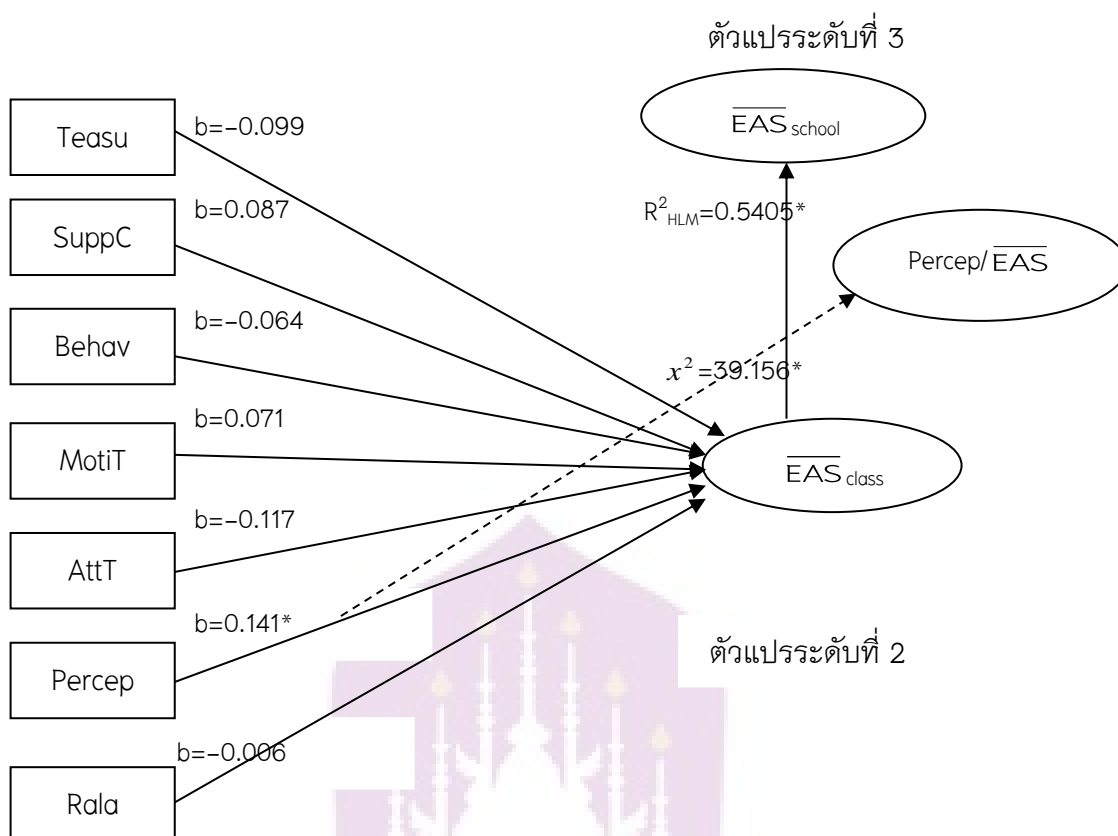 ตัวแปรระดับที่ 3
Teasu
b=-0.099
EAS school
SuppC
b=0.087
R²HLM=0.5405*
Percep/EAS
Behav
b=-0.064
x²=39.156*
MotiT
b=0.071
EAS class
AttT
b=-0.117
Percep
b=0.141*
ตัวแปรระดับที่ 2
Rala
b=-0.006